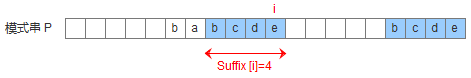 i
模式串 P b a b c d e b c d e
Suffix [i]=4